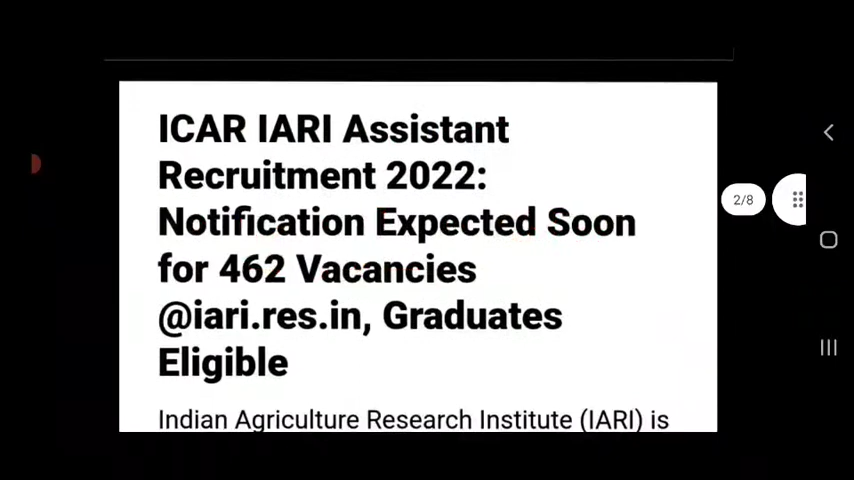 ICAR IARI Assistant
Recruitment 2022:
Notification Expected Soon
for 462 Vacancies
@iari.res.in, Graduates
Eligible
Indian Agriculture Research Institute (IARI) is
2/8